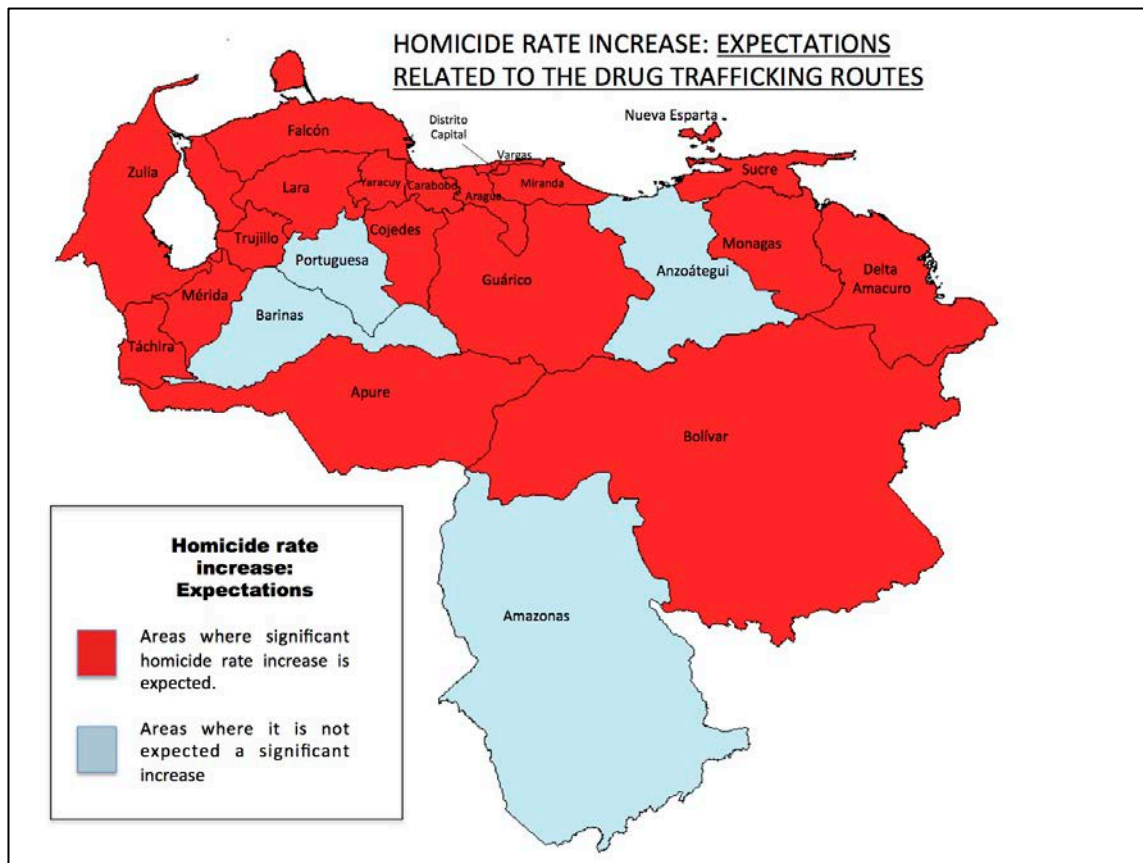 HOMICIDE RATE INCREASE: EXPECTATIONS
RELATED TO THE DRUG TRAFFICKING ROUTES
Nueva Esparta
Distrito
Capital
Vargas
Falcón
Zulia
Lara
Yaracuy
Carabobo
Aragua
Miranda
Sucre
Trujillo
Cojedes
Portuguesa
Guárico
Anzoátegui
Monagas
Delta
Amacuro
Mérida
Barinas
Táchira
Apure
Bolívar
Amazonas
Homicide rate
increase:
Expectations
Areas where significant
homicide rate increase is
expected.
Areas where it is not
expected a significant
increase